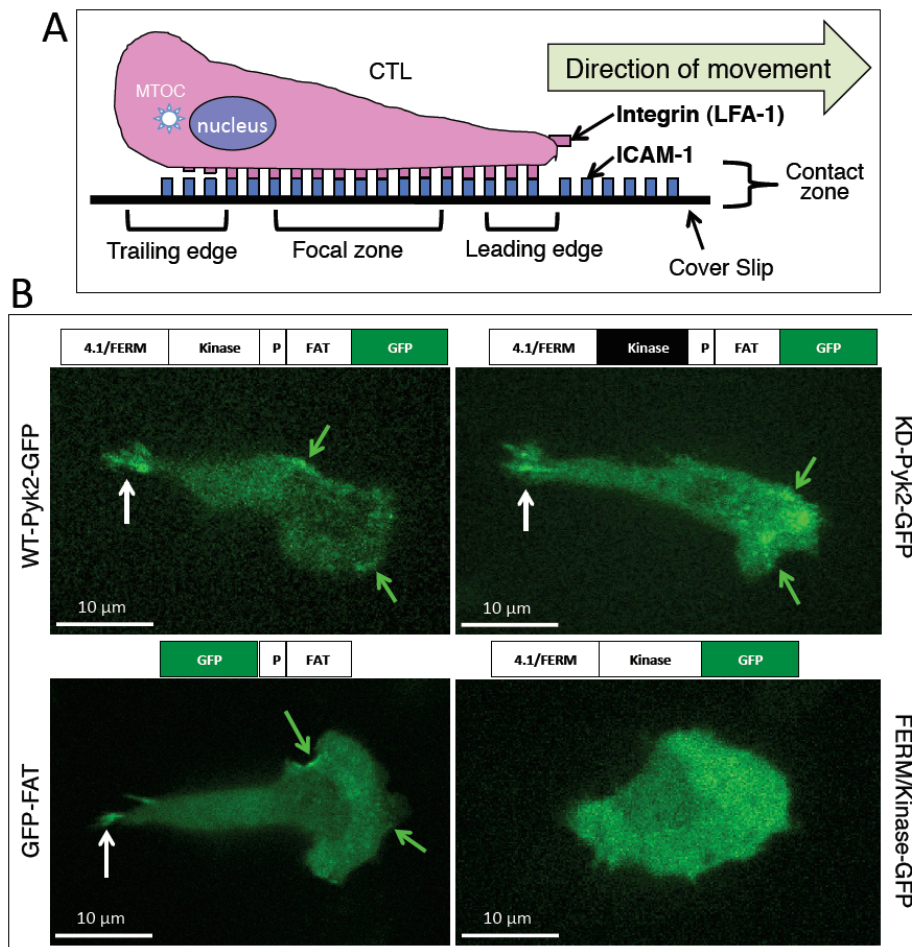 A
CTL
Direction of movement
MTOC
nucleus
Integrin (LFA-1)
ICAM-1
Contact
zone
Trailing edge
Focal zone
Leading edge
Cover Slip
B
4.1/FERM Kinase P FAT GFP
4.1/FERM Kinase P FAT GFP
WT-Pyk2-GFP
10 µm
KD-Pyk2-GFP
10 µm
GFP P FAT
4.1/FERM Kinase GFP
GFP-FAT
10 µm
FERM/Kinase-GFP
10 µm